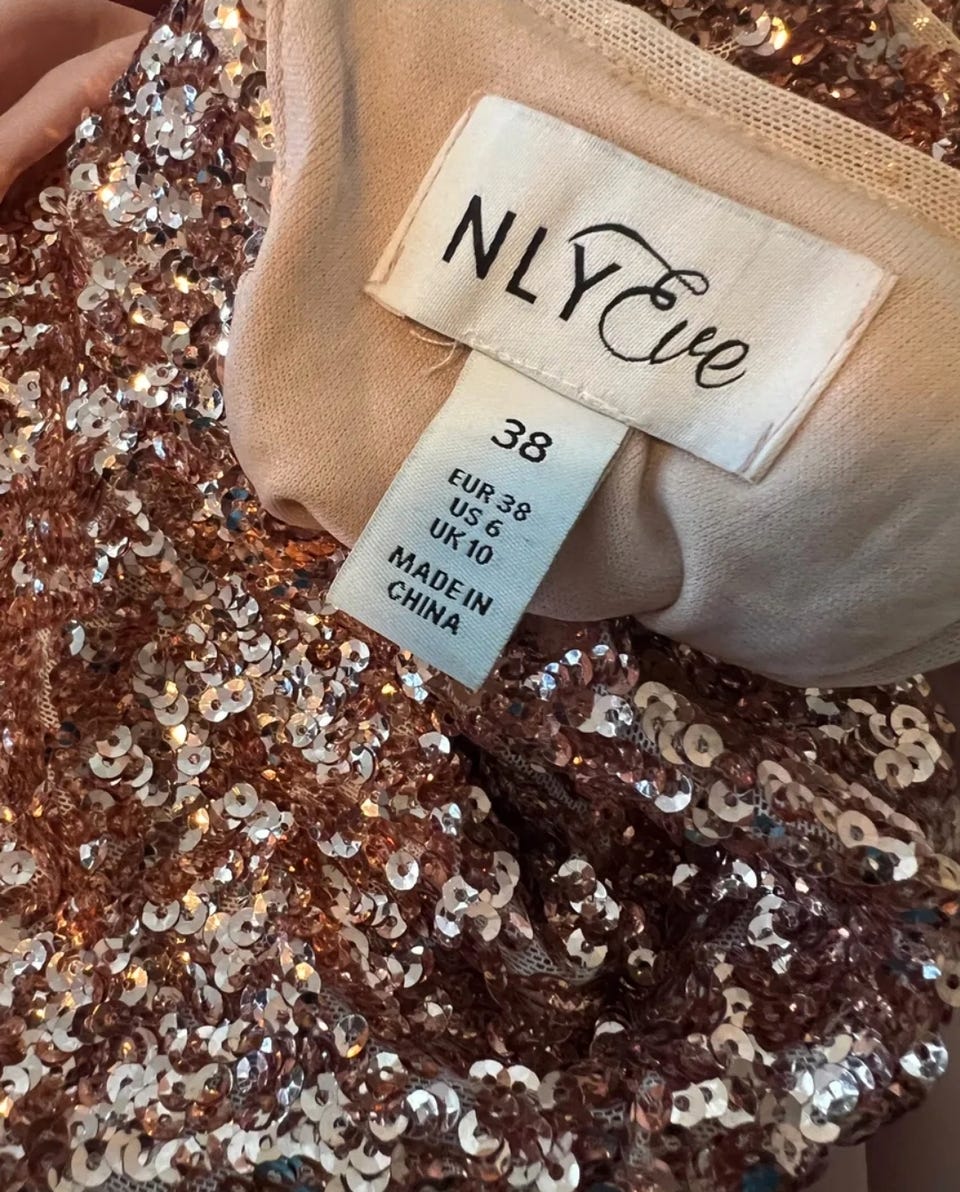 NLY Eve
38
EUR 38
US 6
UK 10
MADE IN
CHINA